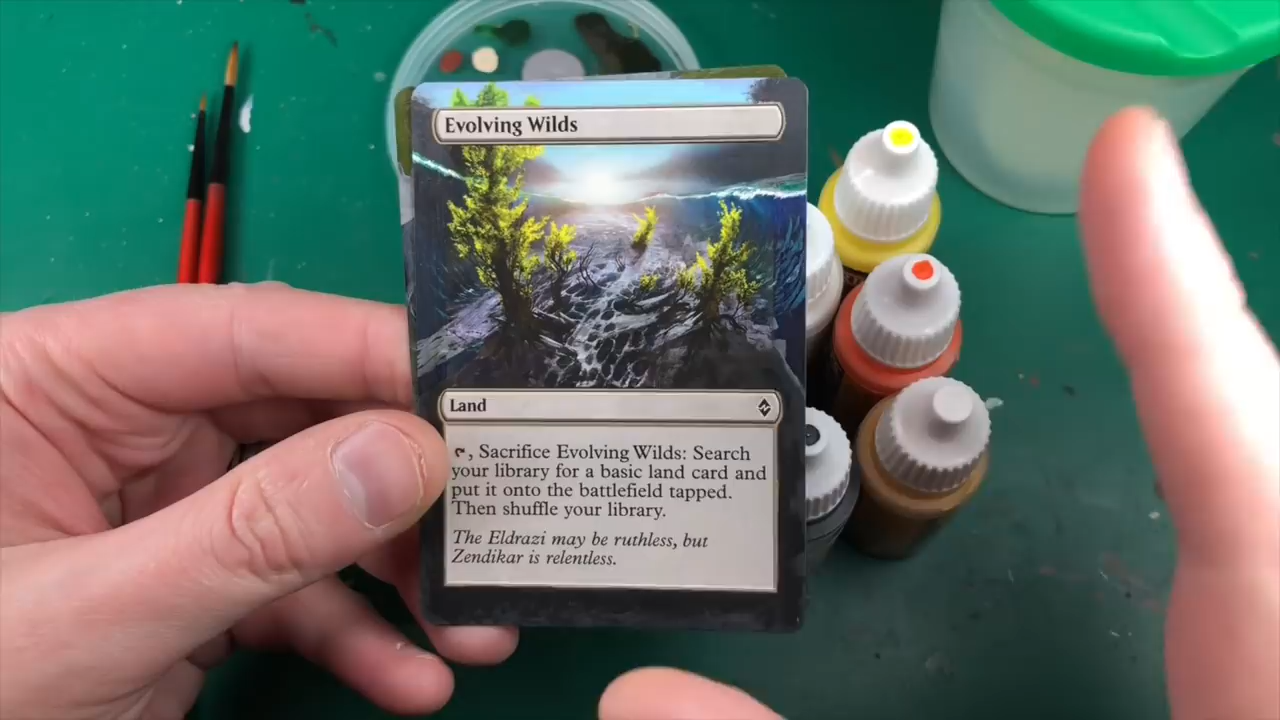 Evolving Wilds
Land
, Sacrifice Evolving Wilds: Search
your library for a basic land card and
put it onto the battlefield tapped.
Then shuffle your library.
The Eldrazi may be ruthless, but
Zendikar is relentless.